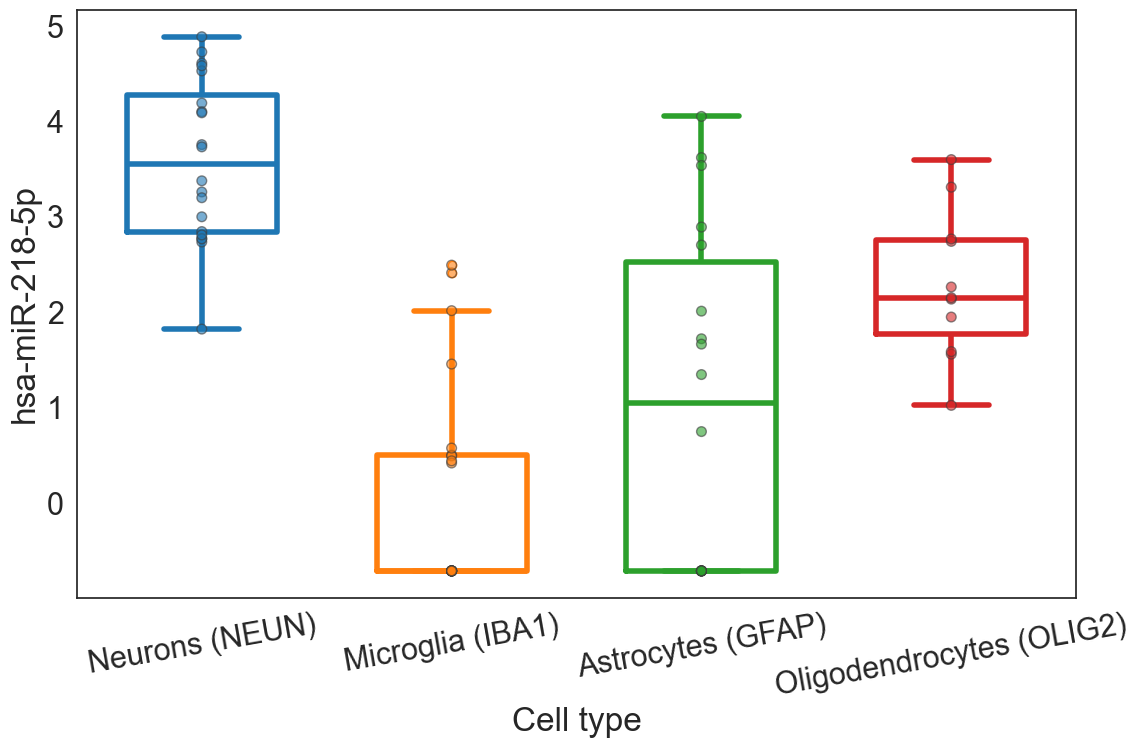 hsa-miR-218-5p
5
4
3
2
1
0
Neurons (NEUN)
Microglia (IBA1)
Astrocytes (GFAP)
Oligodendrocytes (OLIG2)
Cell type